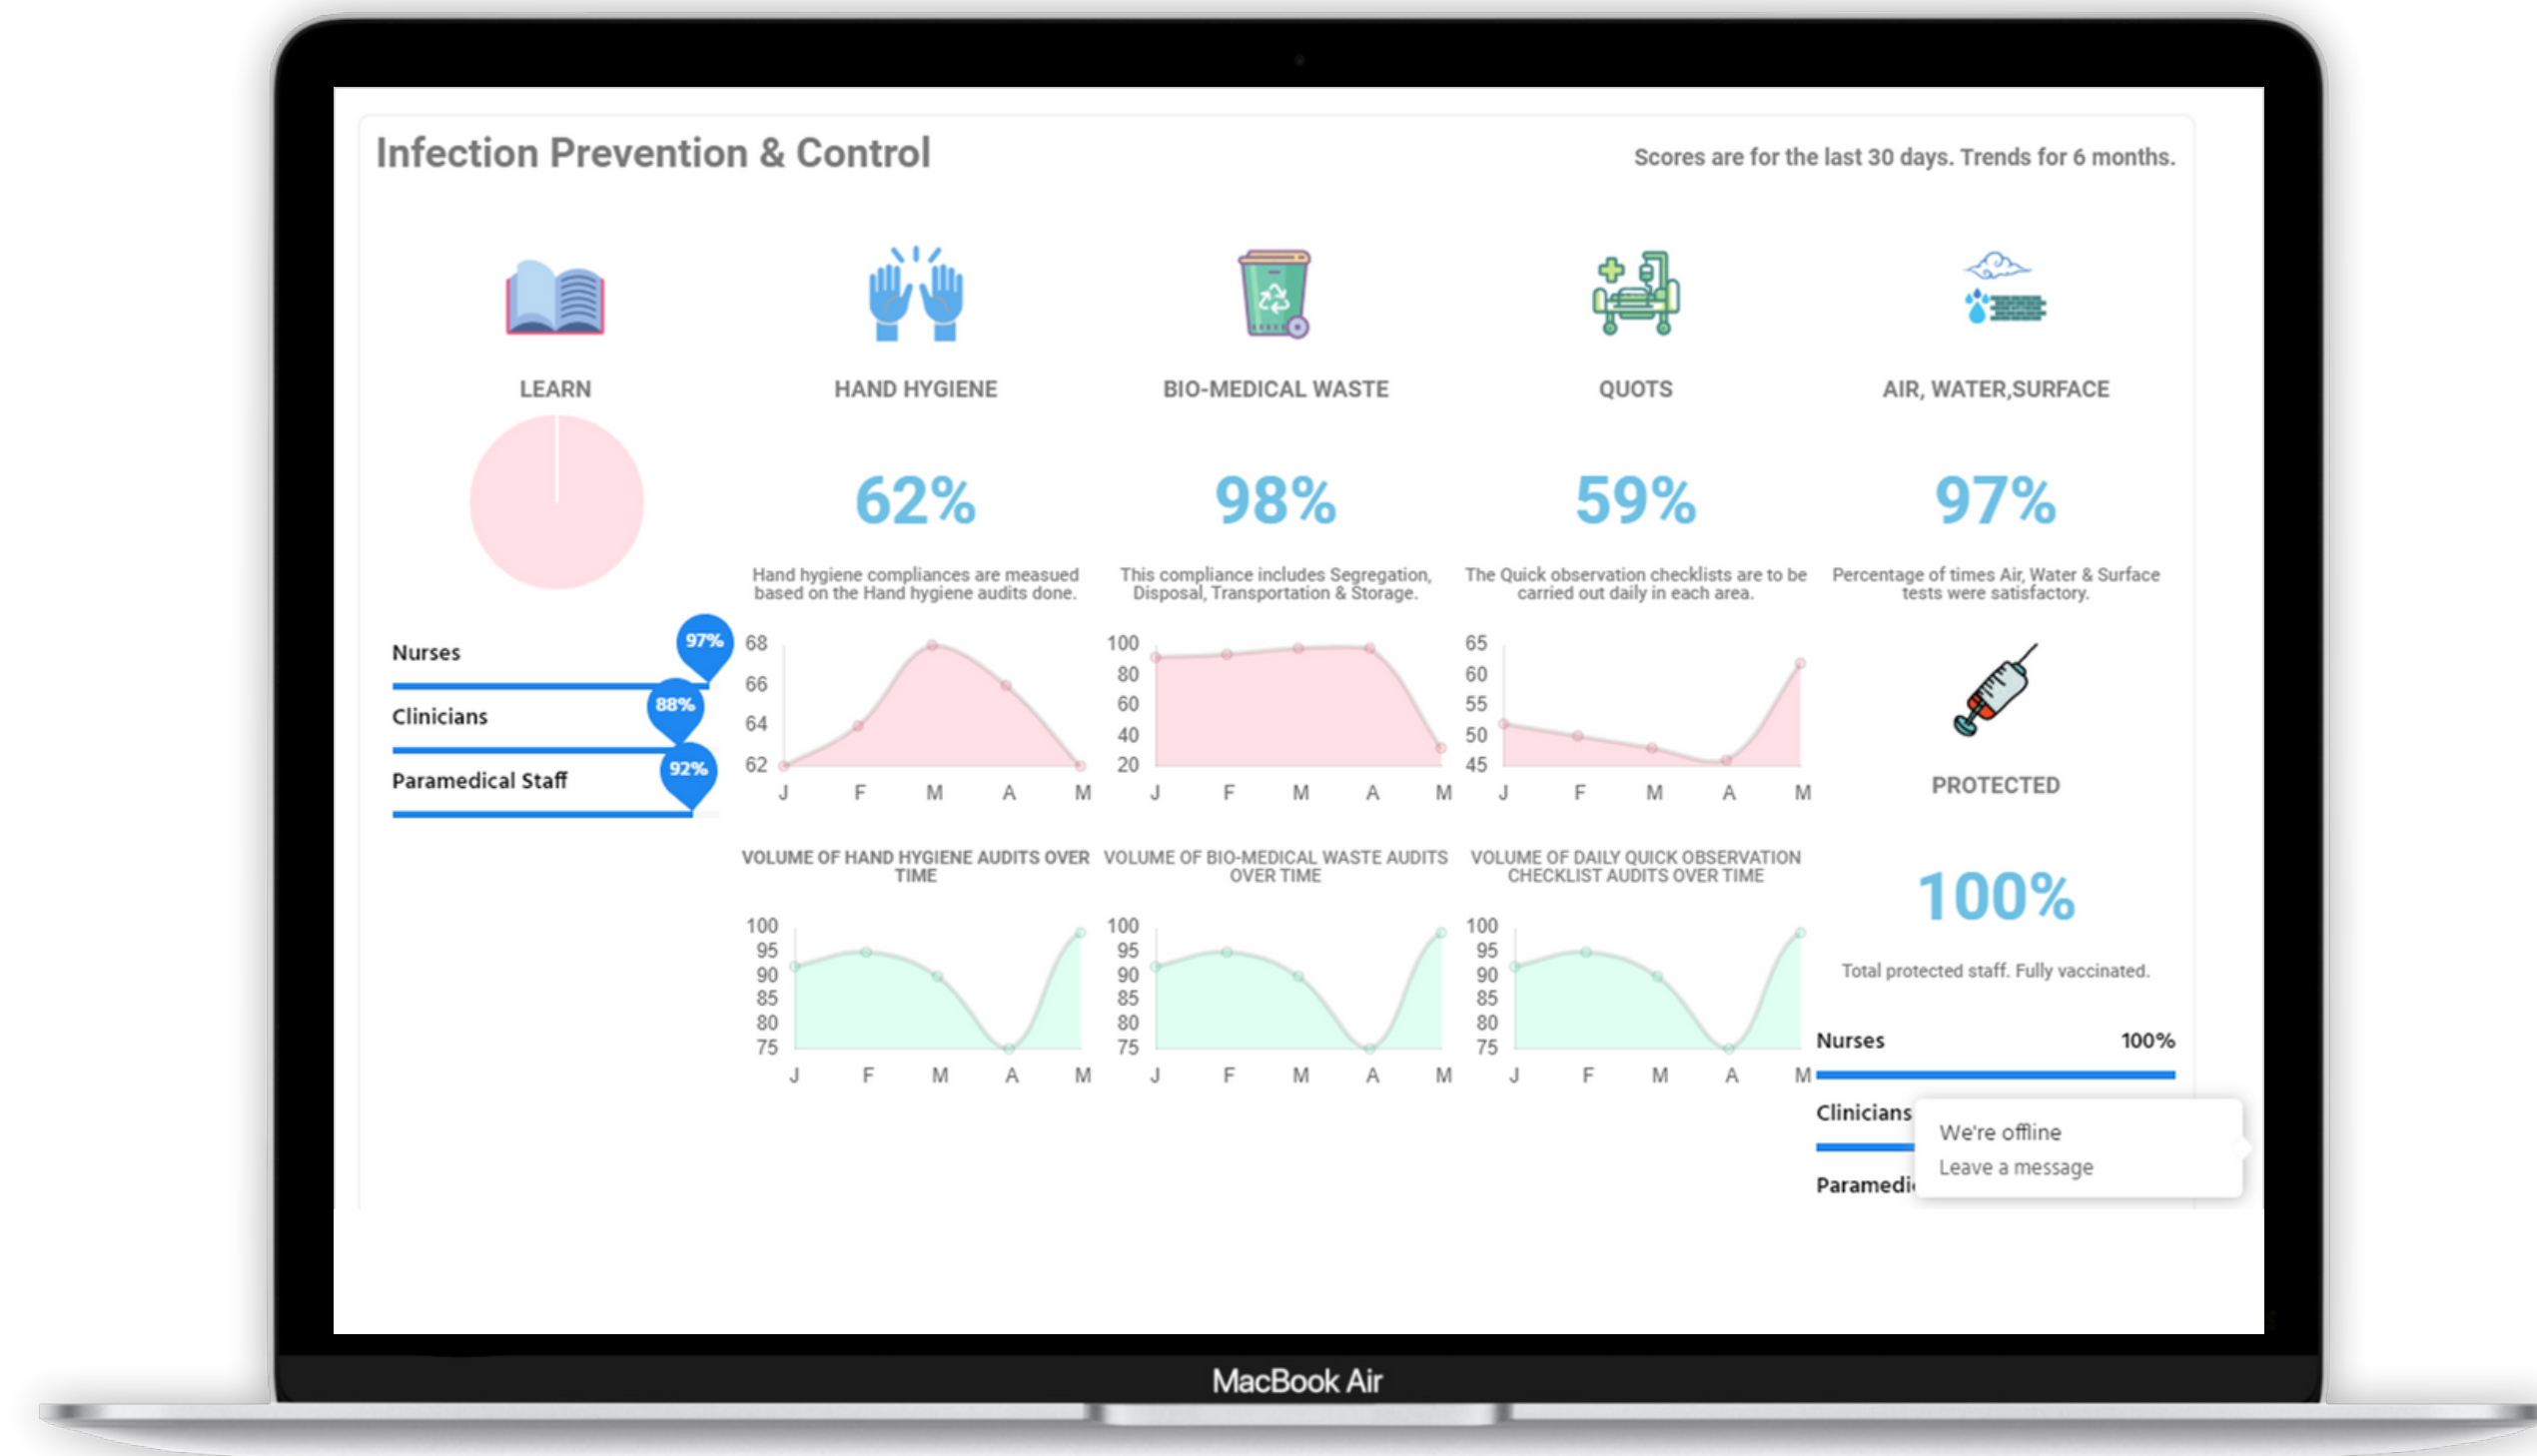 Infection Prevention & Control
Scores are for the last 30 days. Trends for 6 months.
LEARN
Nurses
97%
Clinicians
88%
Paramedical Staff
92%
HAND HYGIENE
62%
Hand hygiene compliances are measued
based on the Hand hygiene audits done.
68
66
64
62
J F M A M
VOLUME OF HAND HYGIENE AUDITS OVER
TIME
100
95
90
85
80
75
J F M A M
BIO-MEDICAL WASTE
98%
This compliance includes Segregation,
Disposal, Transportation & Storage.
100
80
60
40
20
J F M A M
VOLUME OF BIO-MEDICAL WASTE AUDITS
OVER TIME
100
95
90
85
80
75
J F M A M
QUOTS
59%
The Quick observation checklists are to be
carried out daily in each area.
65
60
55
50
45
J F M A M
VOLUME OF DAILY QUICK OBSERVATION
CHECKLIST AUDITS OVER TIME
100
95
90
85
80
75
J F M A M
AIR, WATER,SURFACE
97%
Percentage of times Air, Water & Surface
tests were satisfactory.
PROTECTED
100%
Total protected staff. Fully vaccinated.
Nurses 100%
Clinicians
We're offline
Leave a message
MacBook Air